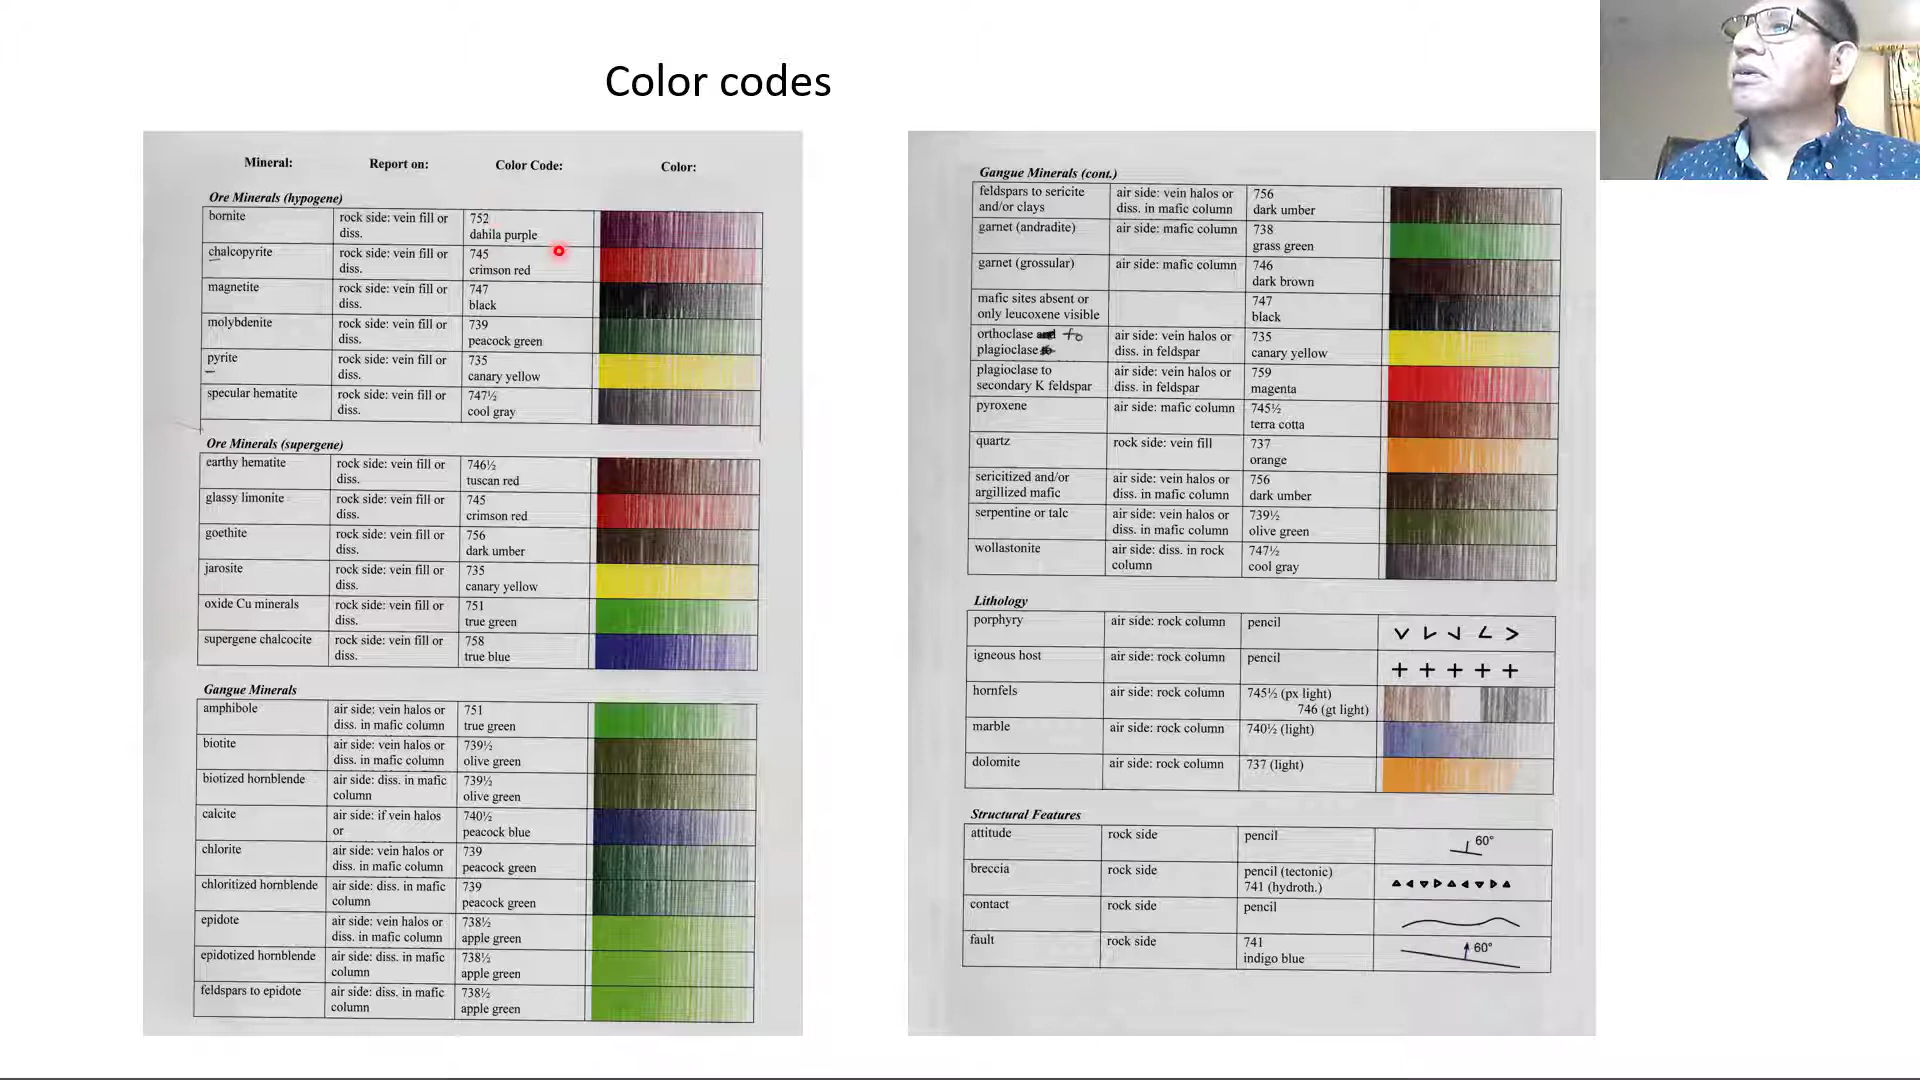 Color codes
Mineral: Report on: Color Code: Color:
Ore Minerals (hypogene)
bornite rock side: vein fill or 752
diss. dahila purple
chalcopyrite rock side: vein fill or 745
diss. crimson red
magnetite rock side: vein fill or 747
diss. black
molybdenite rock side: vein fill or 739
diss. peacock green
pyrite rock side: vein fill or 735
diss. canary yellow
specular hematite rock side: vein fill or 747½
diss. cool gray
Ore Minerals (supergene)
earthy hematite rock side: vein fill or 746½
diss. tuscan red
glassy limonite rock side: vein fill or 745
diss. crimson red
goethite rock side: vein fill or 756
diss. dark umber
jarosite rock side: vein fill or 735
diss. canary yellow
oxide Cu minerals rock side: vein fill or 751
diss. true green
supergene chalcocite rock side: vein fill or 758
diss. true blue
Gangue Minerals
amphibole air side: vein halos or 751
diss. in mafic column true green
biotite air side: vein halos or 739½
diss. in mafic column olive green
biotized hornblende air side: diss. in mafic 739½
column olive green
calcite air side: if vein halos 740½
or peacock blue
chlorite air side: vein halos or 739
diss. in mafic column peacock green
chloritized hornblende air side: diss. in mafic 739
column peacock green
epidote air side: vein halos or 738½
diss. in mafic column apple green
epidotized hornblende air side: diss. in mafic 738½
column apple green
feldspars to epidote air side: diss. in mafic 738½
column apple green
Gangue Minerals (cont.)
feldspars to sericite air side: vein halos or 756
and/or clays diss. in mafic column dark umber
garnet (andradite) air side: mafic column 738
grass green
garnet (grossular) air side: mafic column 746
dark brown
mafic sites absent or 747
only leucoxene visible black
orthoclase and to air side: vein halos or 735
plagioclase diss. in feldspar canary yellow
plagioclase to air side: vein halos or 759
secondary K feldspar diss. in feldspar magenta
pyroxene air side: mafic column 745½
terra cotta
quartz rock side: vein fill 737
orange
sericitized and/or air side: vein halos or 756
argillized mafic diss. in mafic column dark umber
serpentine or talc air side: vein halos or 739½
diss. in mafic column olive green
wollastonite air side: diss. in rock 747½
column cool gray
Lithology
porphyry air side: rock column pencil
igneous host air side: rock column pencil
hornfels air side: rock column 745½ (px light)
746 (gt light)
marble air side: rock column 740½ (light)
dolomite air side: rock column 737 (light)
Structural Features
attitude rock side pencil 60°
breccia rock side pencil (tectonic)
741 (hydroth.)
contact rock side pencil
fault rock side 741 60°
indigo blue